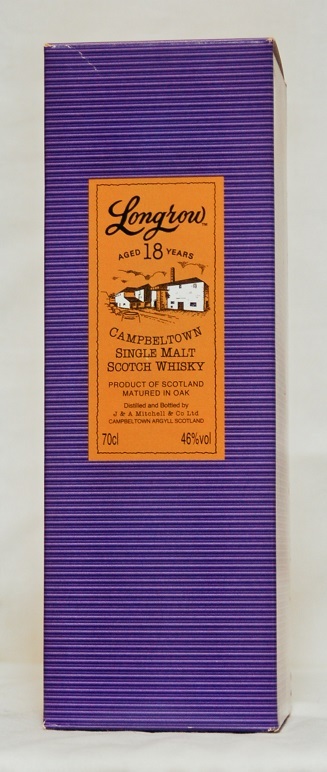 Longrow™
AGED 18 YEARS
CAMPBELTOWN
SINGLE MALT
SCOTCH WHISKY
PRODUCT OF SCOTLAND
MATURED IN OAK
Distilled and Bottled by
J & A Mitchell & Co Ltd
CAMPBELTOWN ARGYLL SCOTLAND
70cl 46%vol